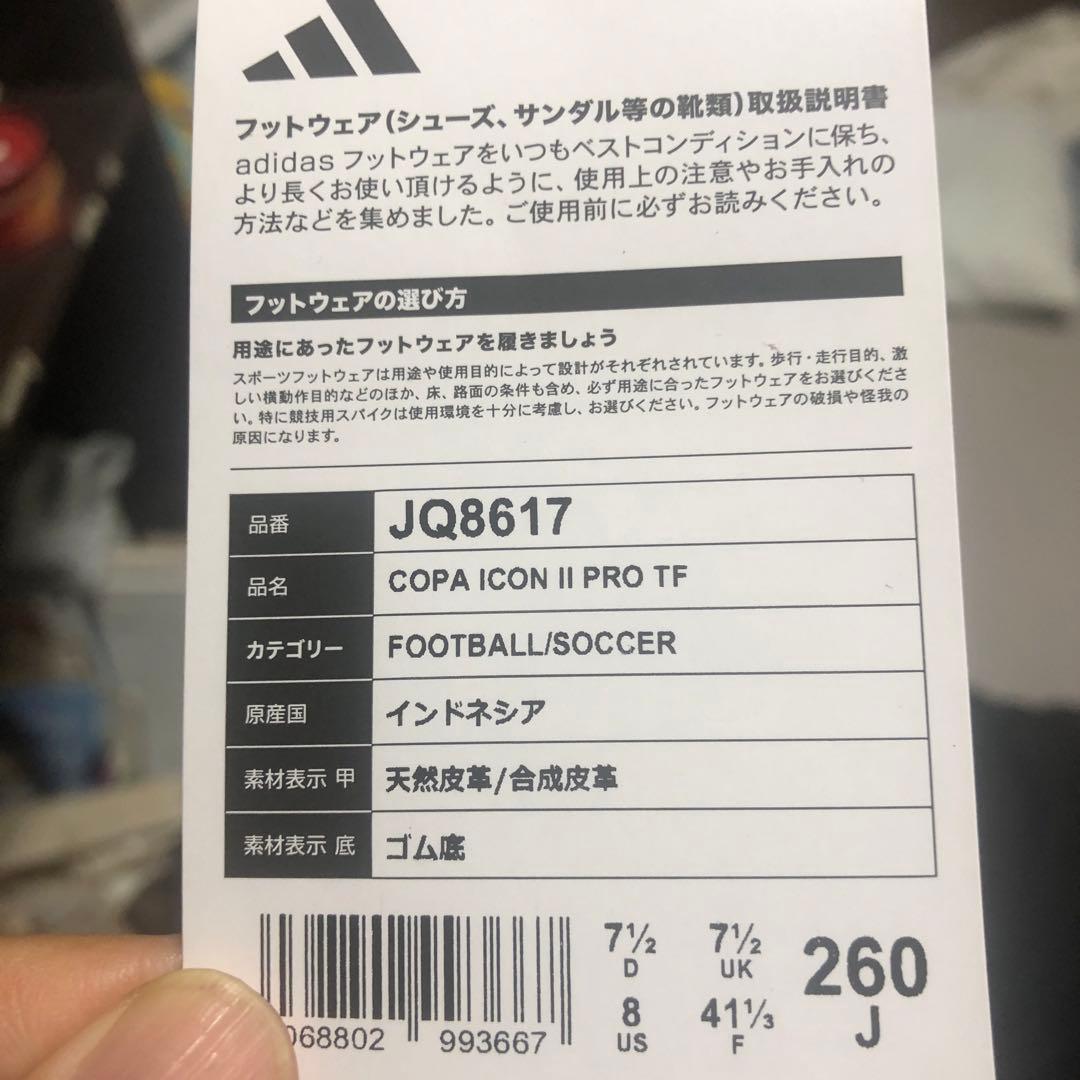 フットウェア(シューズ、サンダル等の靴類)取扱説明書
adidas フットウェアをいつもベストコンディションに保ち、
より長くお使い頂けるように、使用上の注意やお手入れの
方法などを集めました。ご使用前に必ずお読みください。
フットウェアの選び方
用途にあったフットウェアを履きましょう
スポーツフットウェアは用途や使用目的によって設計がそれぞれされています。歩行・走行目的、激
しい横動作目的などのほか、床、路面の条件も含め、必ず用途に合ったフットウェアをお選びくださ
い。特に競技用スパイクは使用環境を十分に考慮し、お選びください。フットウェアの破損や怪我の
原因になります。
品番 JQ8617
品名 COPA ICON II PRO TF
カテゴリー FOOTBALL/SOCCER
原産国 インドネシア
素材表示 甲 天然皮革/合成皮革
素材表示 底 ゴム底
068802 993667
7½ 7½ 260
D UK J
8 41⅓
US F